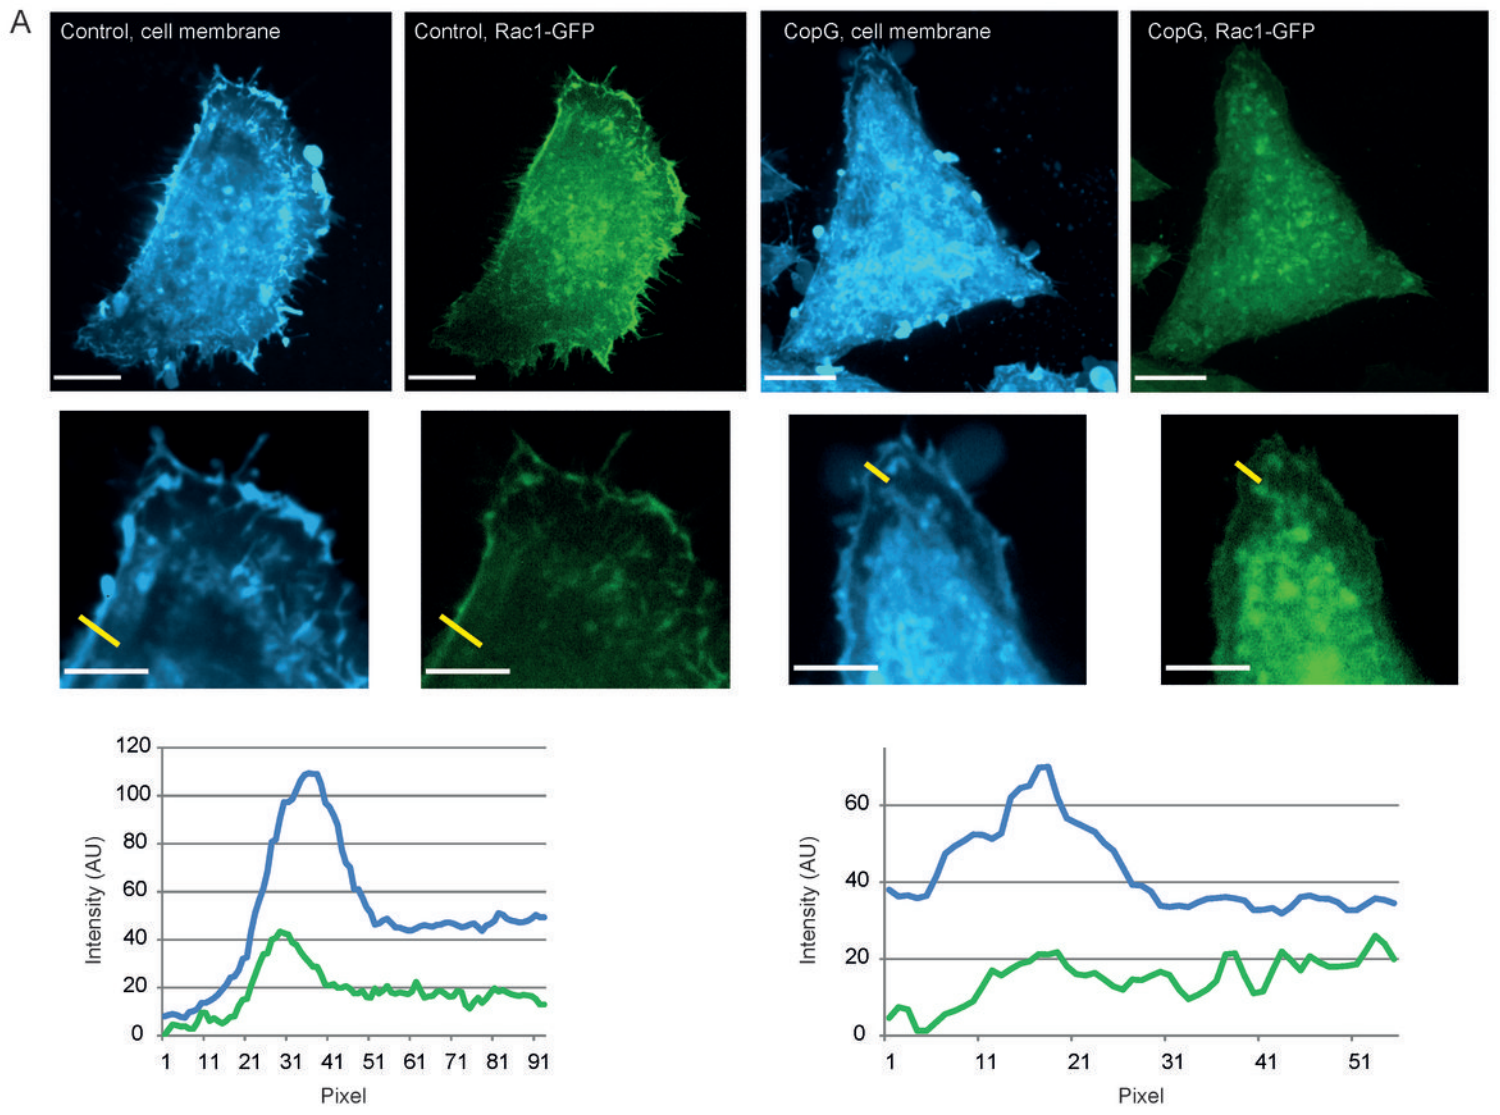 A
Control, cell membrane
Control, Rac1-GFP
CopG, cell membrane
CopG, Rac1-GFP
120
100
80
60
40
20
0
Intensity (AU)
1 11 21 31 41 51 61 71 81 91
Pixel
60
40
20
0
Intensity (AU)
1 11 21 31 41 51
Pixel